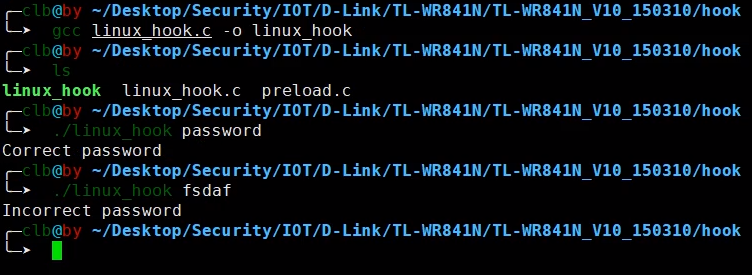 ╭─clb@by ~/Desktop/Security/IOT/D-Link/TL-WR841N/TL-WR841N_V10_150310/hook
╰─➤  gcc linux_hook.c -o linux_hook
╭─clb@by ~/Desktop/Security/IOT/D-Link/TL-WR841N/TL-WR841N_V10_150310/hook
╰─➤  ls
linux_hook  linux_hook.c  preload.c
╭─clb@by ~/Desktop/Security/IOT/D-Link/TL-WR841N/TL-WR841N_V10_150310/hook
╰─➤  ./linux_hook password
Correct password
╭─clb@by ~/Desktop/Security/IOT/D-Link/TL-WR841N/TL-WR841N_V10_150310/hook
╰─➤  ./linux_hook fsdaf
Incorrect password
╭─clb@by ~/Desktop/Security/IOT/D-Link/TL-WR841N/TL-WR841N_V10_150310/hook
╰─➤